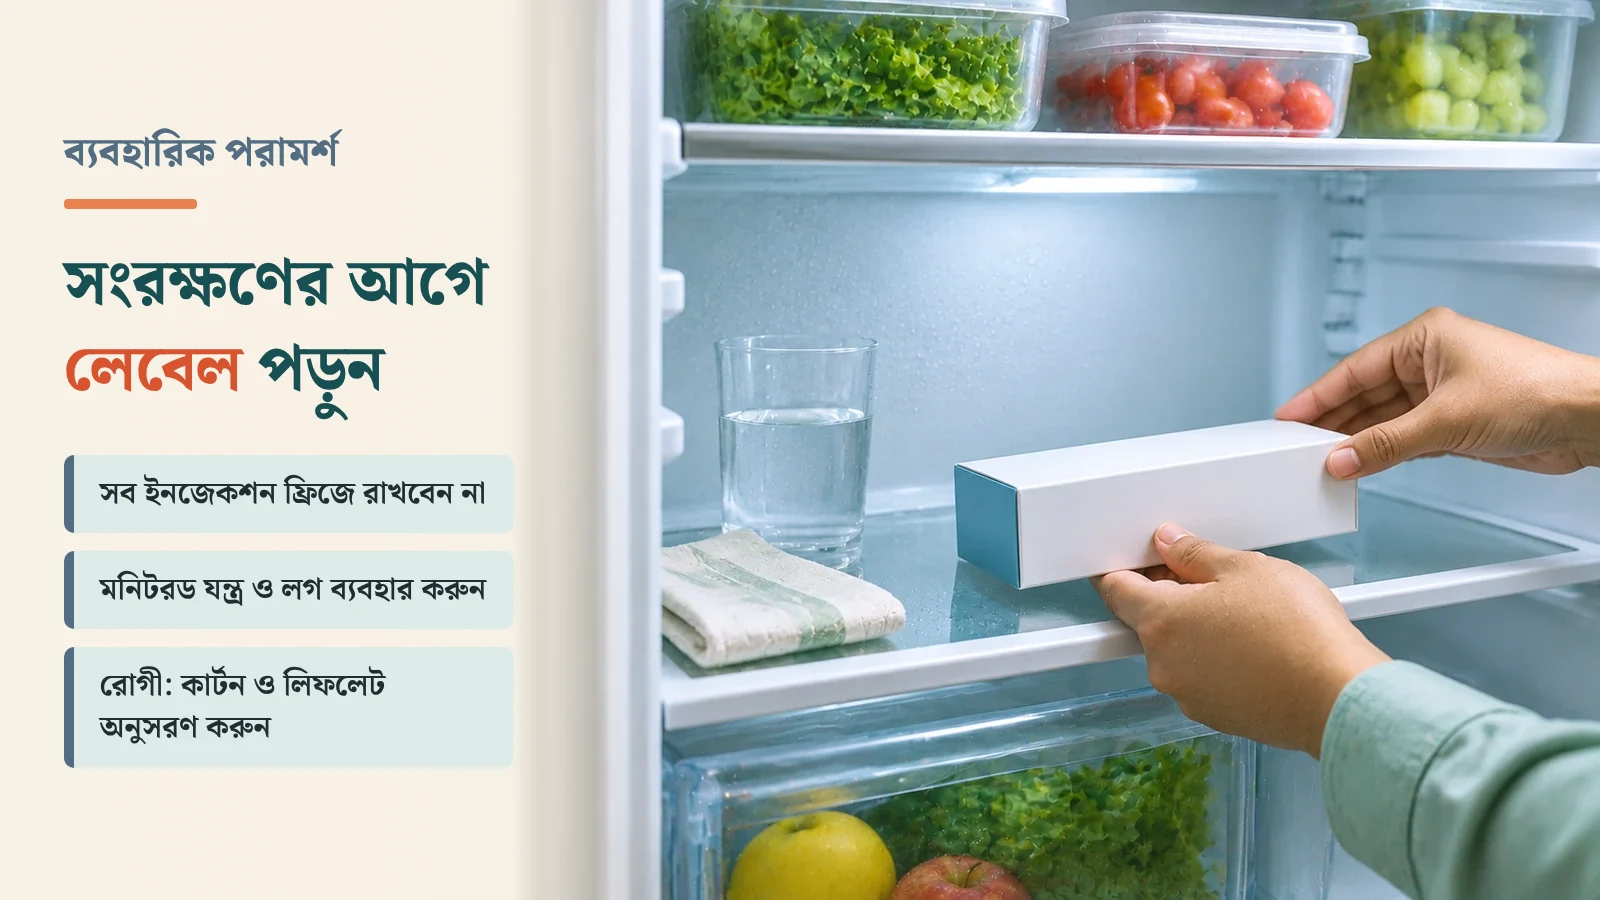 ব্যবহারিক পরামর্শ
সংরক্ষণের আগে
লেবেল পড়ুন
সব ইনজেকশন ফ্রিজে রাখবেন না
মনিটরড যন্ত্র ও লগ ব্যবহার করুন
রোগী: কার্টন ও লিফলেট
অনুসরণ করুন